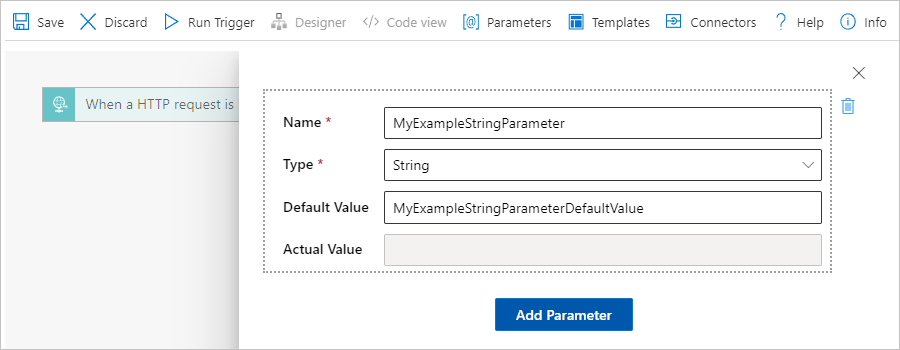 Save Discard Run Trigger Designer </> Code view [@] Parameters Templates Connectors ? Help Info
When a HTTP request is
Name * MyExampleStringParameter
Type * String
Default Value MyExampleStringParameterDefaultValue
Actual Value
Add Parameter